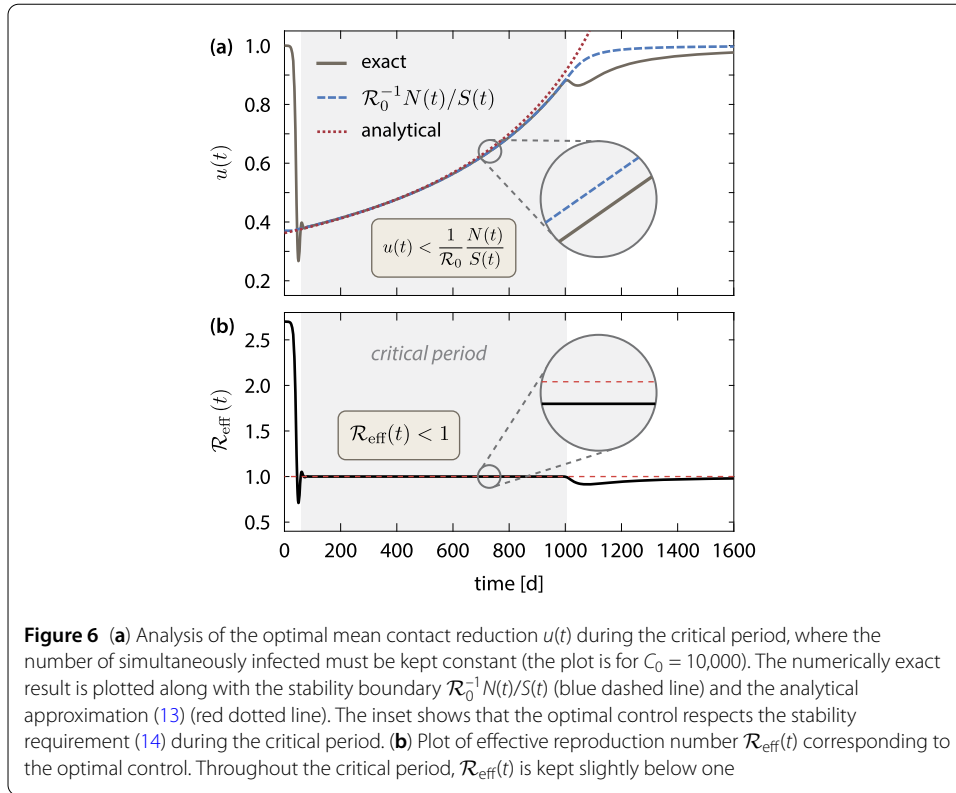 (a)
1.0
0.8
0.6
0.4
0.2
u(t)
exact
R₀⁻¹N(t)/S(t)
analytical
u(t) < 1/R₀ N(t)/S(t)
(b)
2.5
2.0
1.5
1.0
0.5
R_eff(t)
critical period
R_eff(t) < 1
0 200 400 600 800 1000 1200 1400 1600
time [d]
Figure 6 (a) Analysis of the optimal mean contact reduction u(t) during the critical period, where the
number of simultaneously infected must be kept constant (the plot is for C₀ = 10,000). The numerically exact
result is plotted along with the stability boundary R₀⁻¹N(t)/S(t) (blue dashed line) and the analytical
approximation (13) (red dotted line). The inset shows that the optimal control respects the stability
requirement (14) during the critical period. (b) Plot of effective reproduction number R_eff(t) corresponding to
the optimal control. Throughout the critical period, R_eff(t) is kept slightly below one